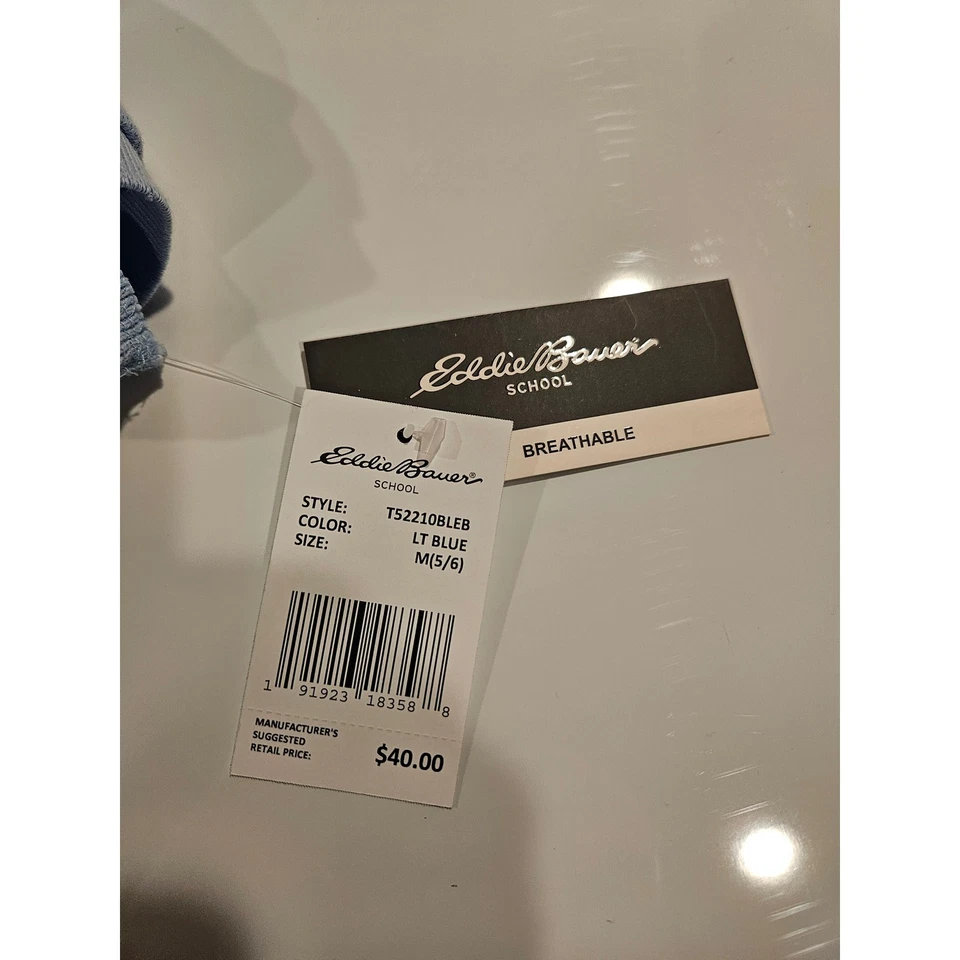 Eddie Bauer
SCHOOL
BREATHABLE
Eddie Bauer®
SCHOOL
STYLE: T52210BLEB
COLOR: LT BLUE
SIZE: M(5/6)
1 91923 18358 8
MANUFACTURER'S
SUGGESTED
RETAIL PRICE: $40.00